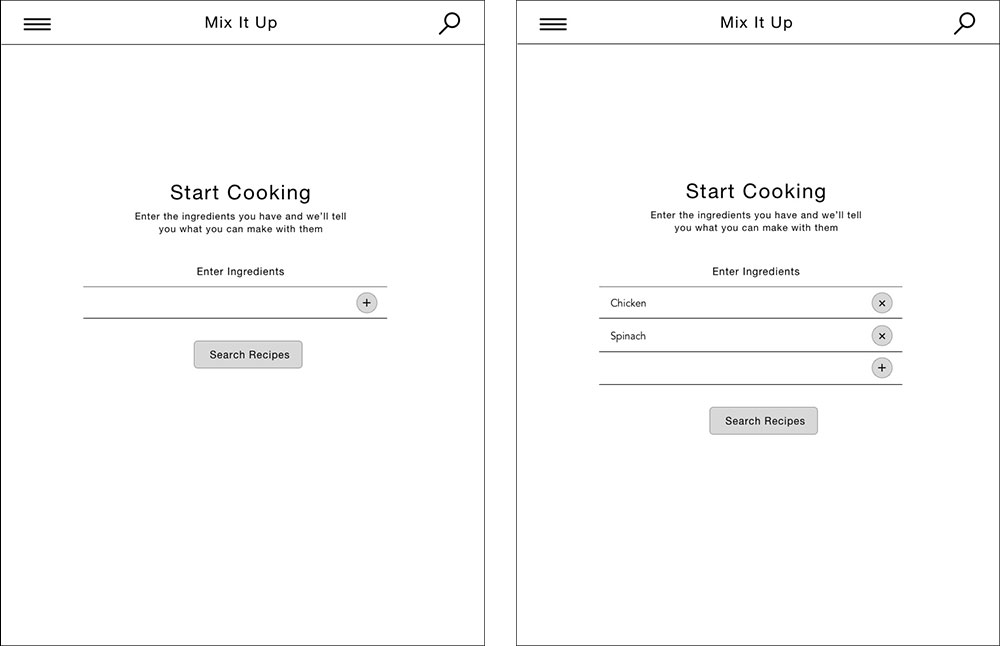 Mix It Up
Start Cooking
Enter the ingredients you have and we’ll tell
you what you can make with them
Enter Ingredients
+
Search Recipes
Mix It Up
Start Cooking
Enter the ingredients you have and we’ll tell
you what you can make with them
Enter Ingredients
Chicken ×
Spinach ×
+
Search Recipes